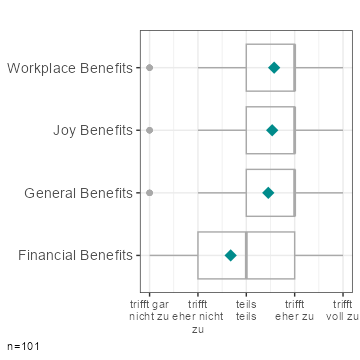 Workplace Benefits
Joy Benefits
General Benefits
Financial Benefits
trifft gar nicht zu
trifft eher nicht zu
teils teils
trifft eher zu
trifft voll zu
n=101